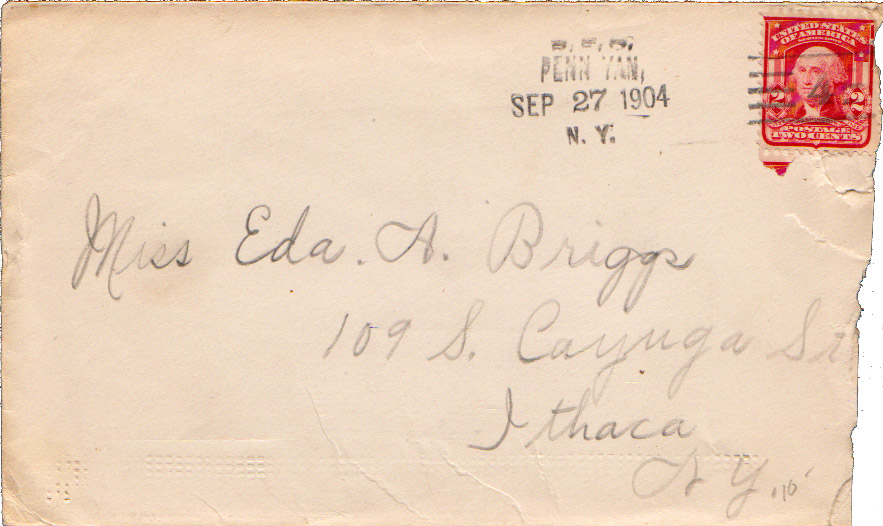 R. F. D.
PENN YAN,
SEP 27 1904
N. Y.
UNITED STATES
OF AMERICA
2 4 2
POSTAGE
TWO CENTS
Miss Eda. A. Briggs
109 S. Cayuga St
Ithaca
N Y.